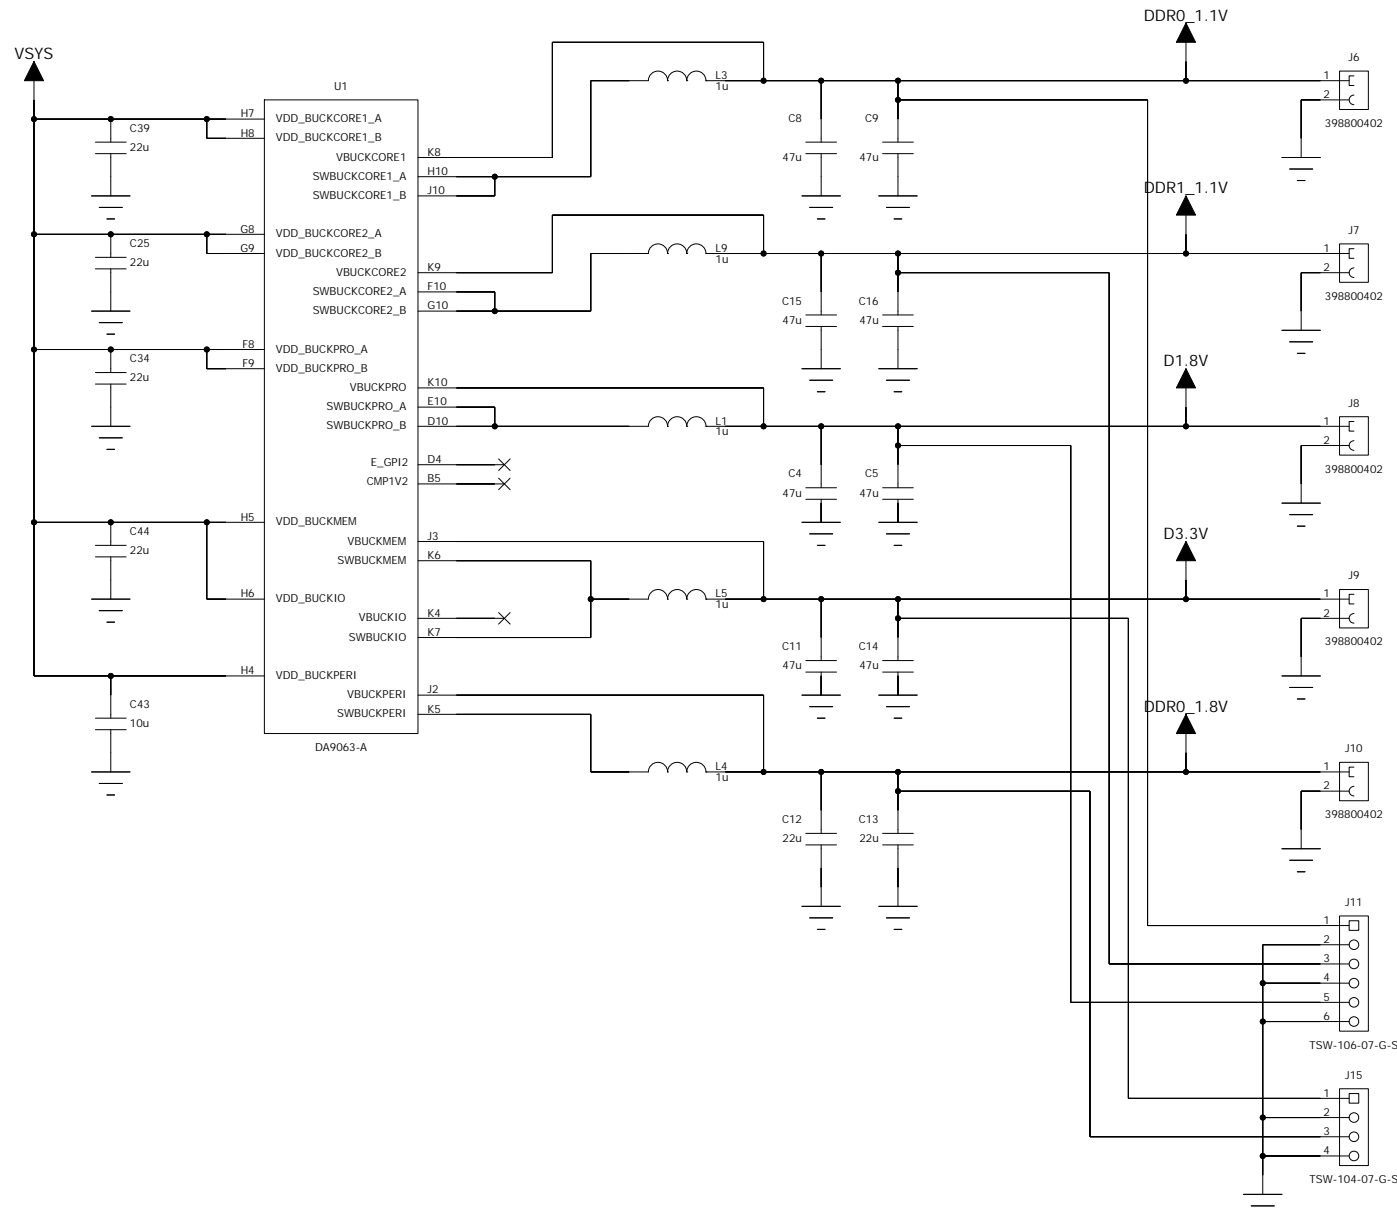 DDR0_1.1V
VSYS
J6
L3
1
1u
U1
2
C8
C9
398800402
H7
VDD_BUCKCORE1_A
C39
H8
VDD_BUCKCORE1_B
22u
VBUCKCORE1
K8
47u
47u
SWBUCKCORE1_A
H10
SWBUCKCORE1_B
J10
DDR1_1.1V
G8
VDD_BUCKCORE2_A
J7
C25
G9
VDD_BUCKCORE2_B
L9
1
22u
1u
VBUCKCORE2
K9
2
SWBUCKCORE2_A
F10
C15
C16
398800402
SWBUCKCORE2_B
G10
47u
47u
F8
VDD_BUCKPRO_A
C34
D1.8V
F9
VDD_BUCKPRO_B
22u
VBUCKPRO
K10
J8
SWBUCKPRO_A
E10
SWBUCKPRO_B
D10
L1
1
1u
2
E_GPI2
D4
C4
C5
398800402
CMP1V2
B5
47u
47u
H5
VDD_BUCKMEM
C44
D3.3V
VBUCKMEM
J3
22u
SWBUCKMEM
K6
J9
H6
VDD_BUCKIO
L5
1
1u
VBUCKIO
K4
2
SWBUCKIO
K7
C11
C14
398800402
47u
47u
H4
VDD_BUCKPERI
VBUCKPERI
J2
C43
DDR0_1.8V
SWBUCKPERI
K5
10u
DA9063-A
J10
L4
1
1u
2
C12
C13
398800402
22u
22u
J11
1
2
3
4
5
6
TSW-106-07-G-S
J15
1
2
3
4
TSW-104-07-G-S